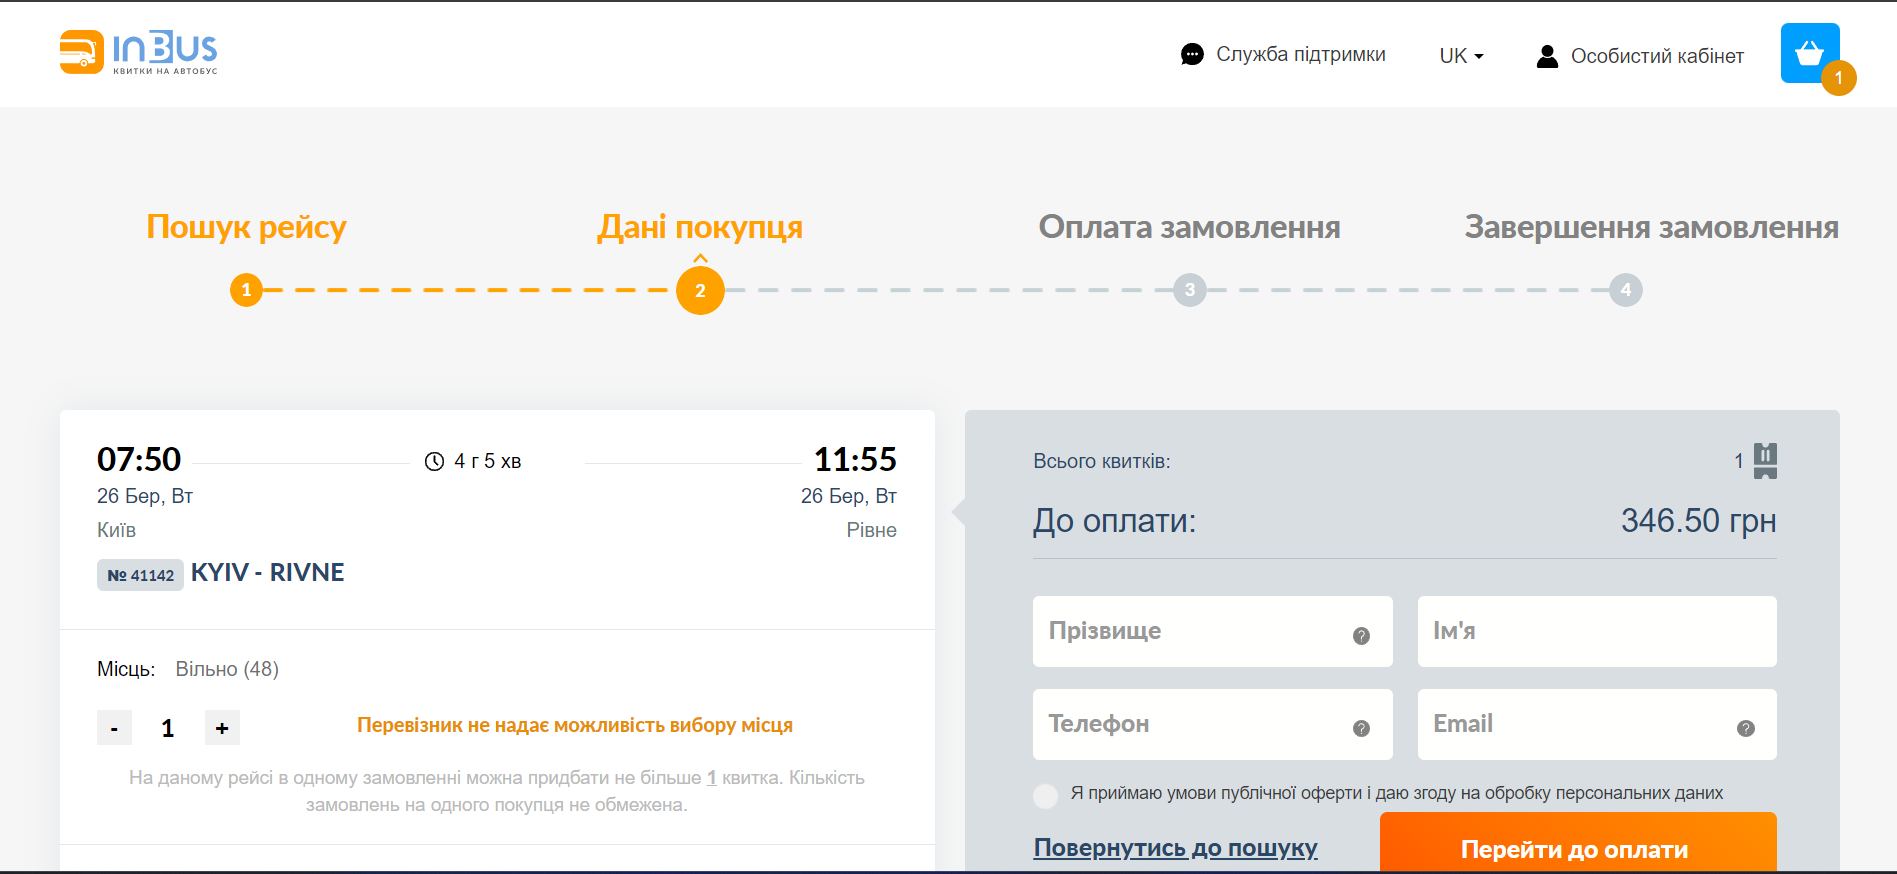 INBUS
КВИТКИ НА АВТОБУС
Служба підтримки
UK
Особистий кабінет
1
Пошук рейсу
Дані покупця
Оплата замовлення
Завершення замовлення
1
2
3
4
07:50
4 г 5 хв
11:55
26 Бер, Вт
26 Бер, Вт
Київ
Рівне
№ 41142 KYIV - RIVNE
Місць: Вільно (48)
- 1 +
Перевізник не надає можливість вибору місця
На даному рейсі в одному замовленні можна придбати не більше 1 квитка. Кількість
замовлень на одного покупця не обмежена.
Всього квитків: 1
До оплати: 346.50 грн
Прізвище ?
Ім'я
Телефон ?
Email ?
Я приймаю умови публічної оферти і даю згоду на обробку персональних даних
Повернутись до пошуку
Перейти до оплати